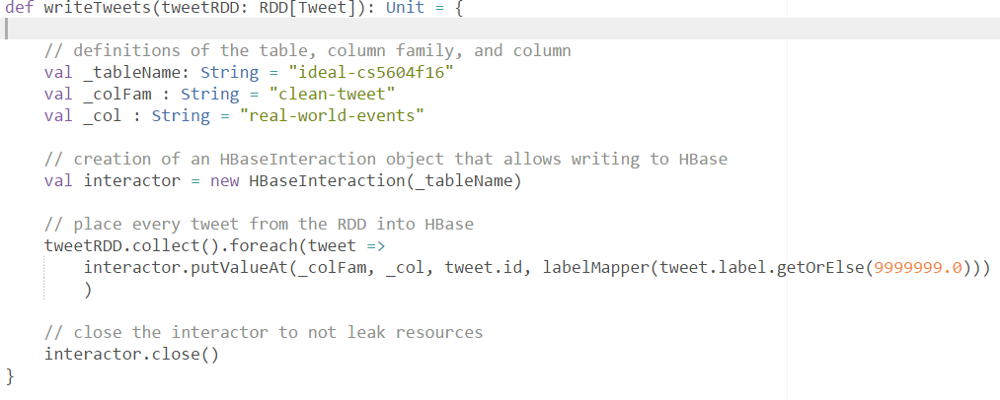 def writeTweets(tweetRDD: RDD[Tweet]): Unit = {
// definitions of the table, column family, and column
val _tableName: String = "ideal-cs5604f16"
val _colFam : String = "clean-tweet"
val _col : String = "real-world-events"
// creation of an HBaseInteraction object that allows writing to HBase
val interactor = new HBaseInteraction(_tableName)
// place every tweet from the RDD into HBase
tweetRDD.collect().foreach(tweet =>
interactor.putValueAt(_colFam, _col, tweet.id, labelMapper(tweet.label.getOrElse(9999999.0)))
)
// close the interactor to not leak resources
interactor.close()
}